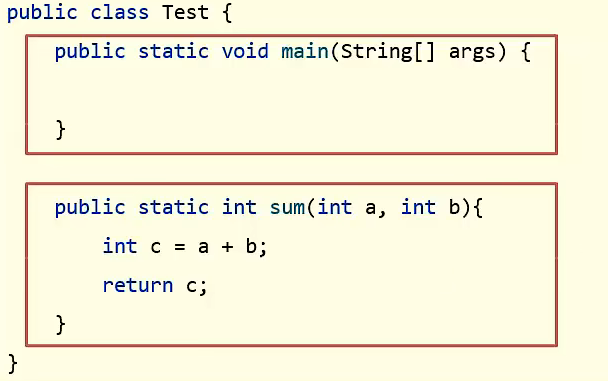 public class Test {
public static void main(String[] args) {
}
public static int sum(int a, int b){
int c = a + b;
return c;
}
}